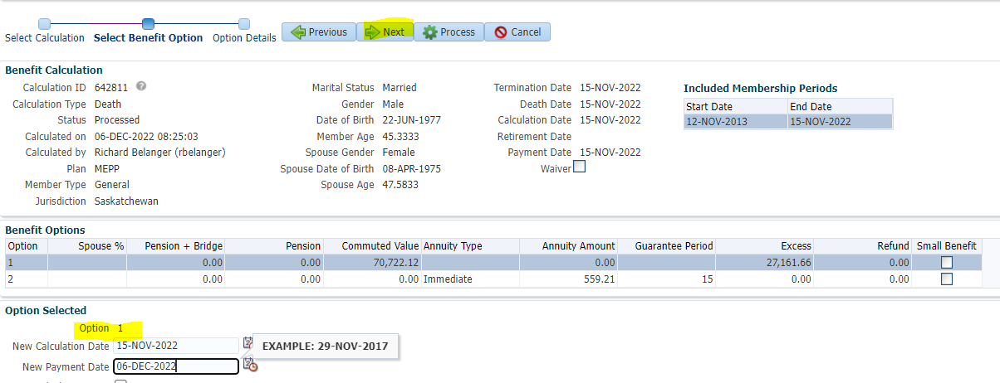 Select Calculation Select Benefit Option Option Details Previous Next Process Cancel
Benefit Calculation
Calculation ID 642811 ? Marital Status Married Termination Date 15-NOV-2022 Included Membership Periods
Calculation Type Death Gender Male Death Date 15-NOV-2022 Start Date End Date
Status Processed Date of Birth 22-JUN-1977 Calculation Date 15-NOV-2022 12-NOV-2013 15-NOV-2022
Calculated on 06-DEC-2022 08:25:03 Member Age 45.3333 Retirement Date
Calculated by Richard Belanger (rbelanger) Spouse Gender Female Payment Date 15-NOV-2022
Plan MEPP Spouse Date of Birth 08-APR-1975 Waiver
Member Type General Spouse Age 47.5833
Jurisdiction Saskatchewan
Benefit Options
Option Spouse % Pension + Bridge Pension Commuted Value Annuity Type Annuity Amount Guarantee Period Excess Refund Small Benefit
1 0.00 0.00 70,722.12 0.00 27,161.66 0.00
2 0.00 0.00 0.00 Immediate 559.21 15 0.00 0.00
Option Selected
Option 1
New Calculation Date 15-NOV-2022 EXAMPLE: 29-NOV-2017
New Payment Date 06-DEC-2022